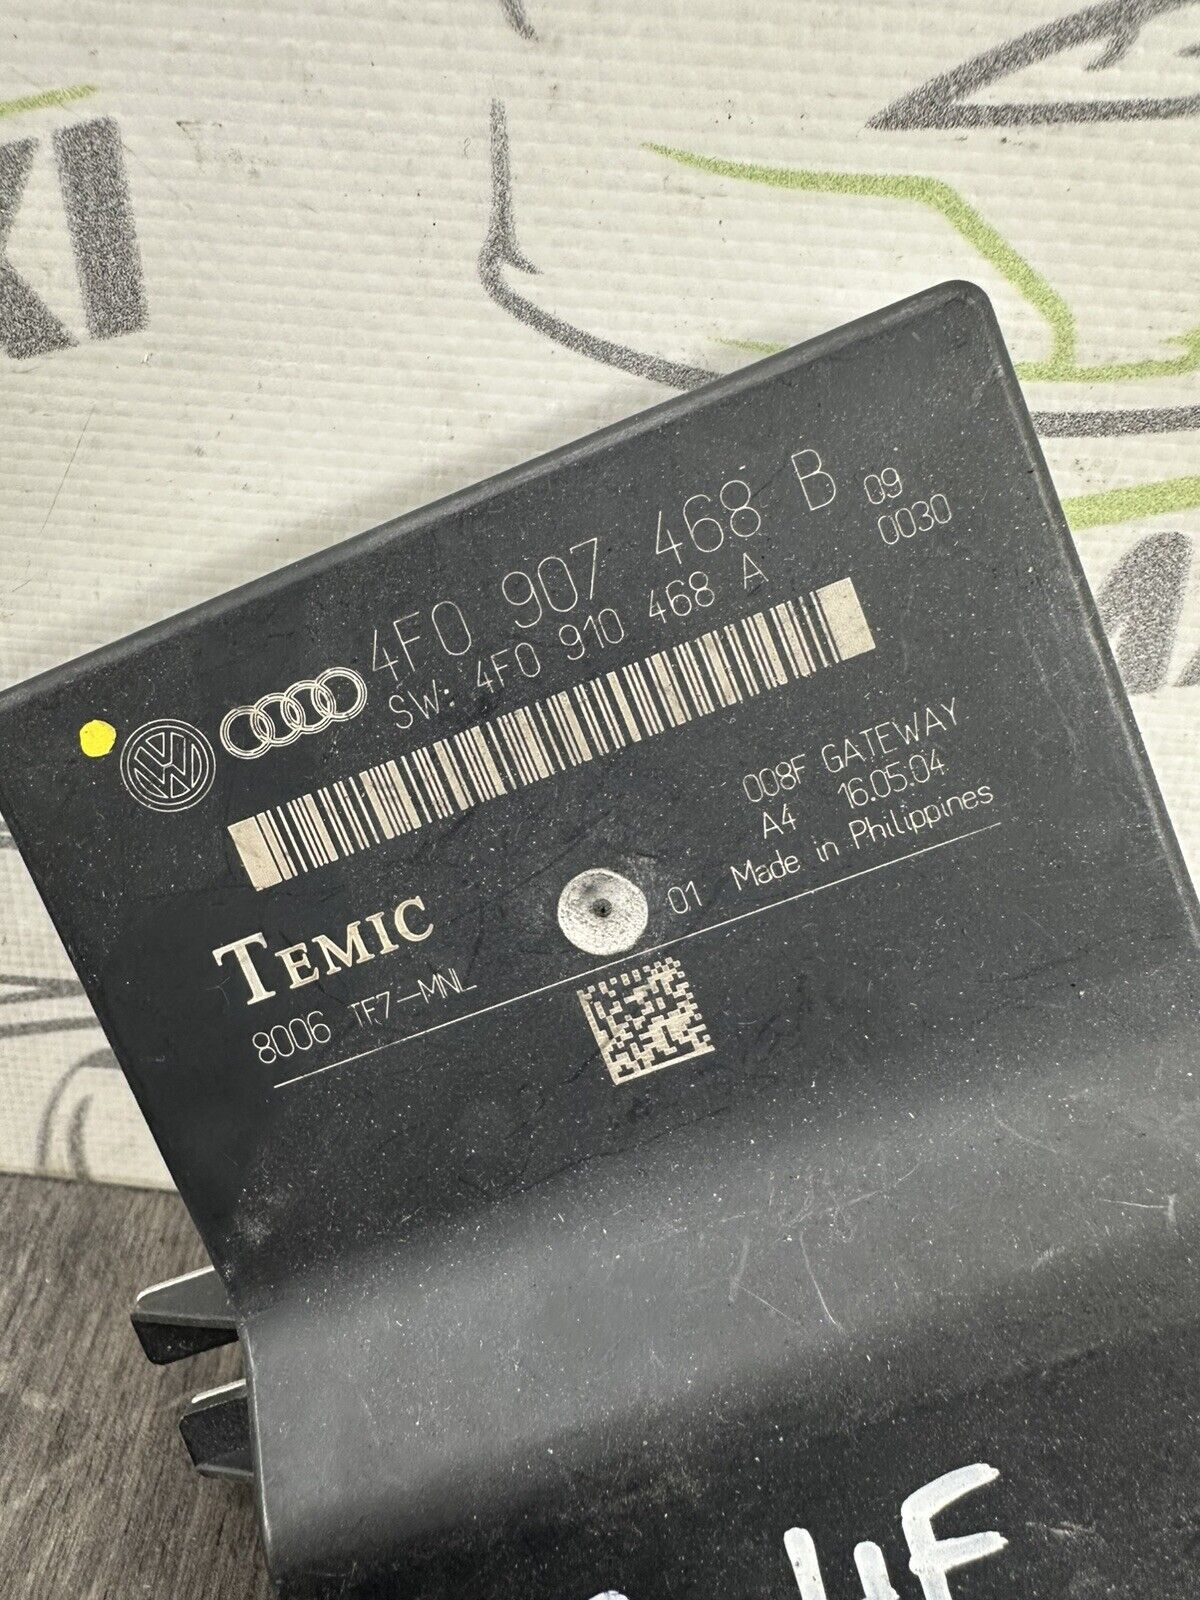 4F0 907 468 B 09
SW: 4F0 910 468 A 0030
008F GATEWAY
A4 16.05.04
TEMIC 01 Made in Philippines
8006 TF7-MNL
4F